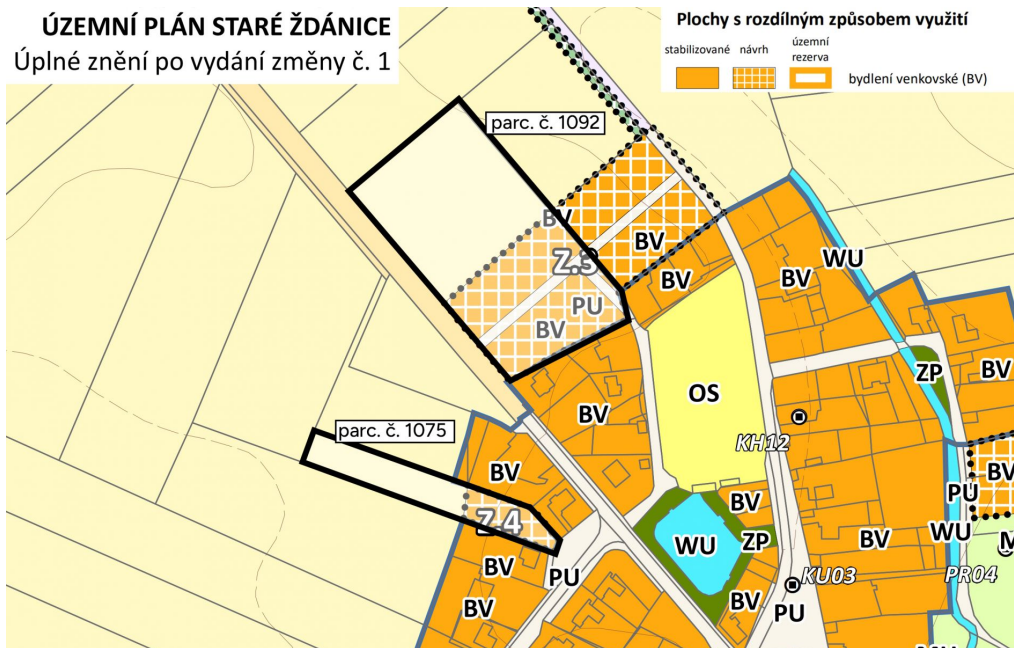 ÚZEMNÍ PLÁN STARÉ ŽDÁNICE
Úplné znění po vydání změny č. 1
Plochy s rozdílným způsobem využití
stabilizované
návrh
územní
rezerva
bydlení venkovské (BV)
parc. č. 1092
BV
BV
Z.3
PU
BV
BV
BV
WU
ZP
BV
OS
BV
KH12
parc. č. 1075
BV
BV
PU
BV
Z.4
WU
ZP
BV
WU
BV
PU
KU03
PR04
BV
BV
PU
BV